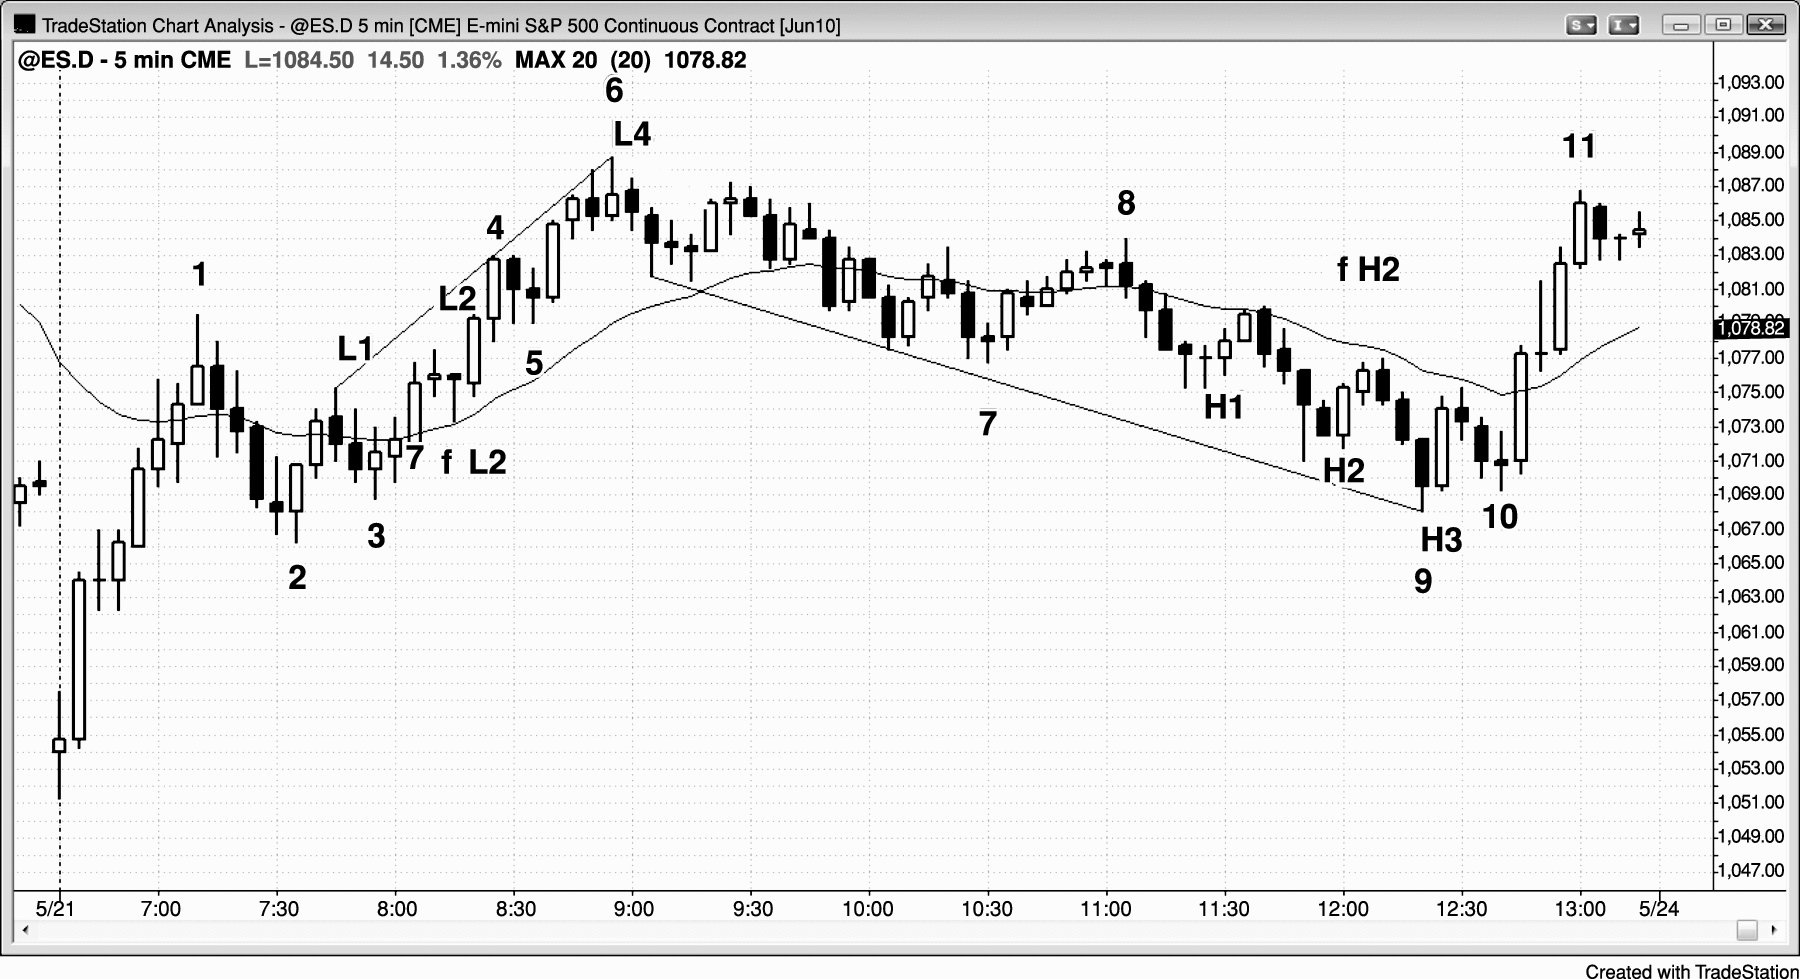 TradeStation Chart Analysis - @ES.D 5 min [CME] E-mini S&P 500 Continuous Contract [Jun10]
S I
@ES.D - 5 min CME L=1084.50 14.50 1.36% MAX 20 (20) 1078.82
6
L4
11
8
4
1
f H2
L2
L1
5
H1
7
7 f L2
H2
10
3
H3
2
9
1,093.00
1,091.00
1,089.00
1,087.00
1,085.00
1,083.00
1,081.00
1,078.82
1,077.00
1,075.00
1,073.00
1,071.00
1,069.00
1,067.00
1,065.00
1,063.00
1,061.00
1,059.00
1,057.00
1,055.00
1,053.00
1,051.00
1,049.00
1,047.00
5/21 7:00 7:30 8:00 8:30 9:00 9:30 10:00 10:30 11:00 11:30 12:00 12:30 13:00 5/24
Created with TradeStation